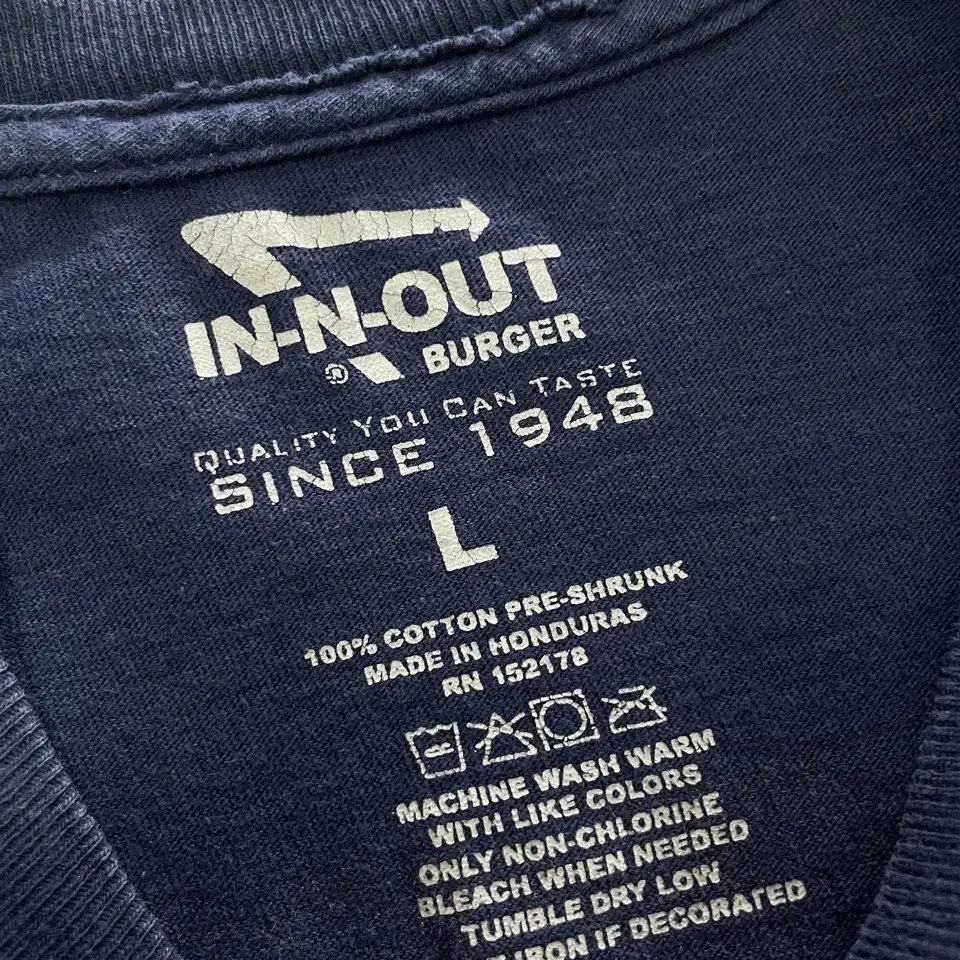 IN-N-OUT
® BURGER
QUALITY YOU CAN TASTE
SINCE 1948
L
100% COTTON PRE-SHRUNK
MADE IN HONDURAS
RN 152178
MACHINE WASH WARM
WITH LIKE COLORS
ONLY NON-CHLORINE
BLEACH WHEN NEEDED
TUMBLE DRY LOW
IRON IF DECORATED